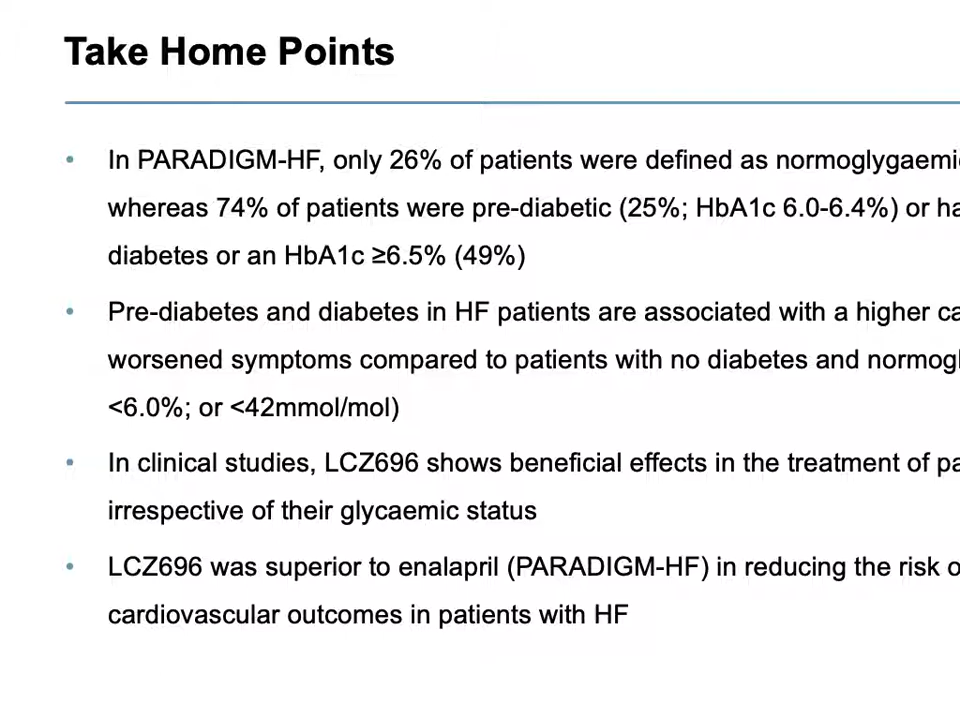 Take Home Points
• In PARADIGM-HF, only 26% of patients were defined as normoglygaemi
whereas 74% of patients were pre-diabetic (25%; HbA1c 6.0-6.4%) or ha
diabetes or an HbA1c ≥6.5% (49%)
• Pre-diabetes and diabetes in HF patients are associated with a higher ca
worsened symptoms compared to patients with no diabetes and normogl
<6.0%; or <42mmol/mol)
• In clinical studies, LCZ696 shows beneficial effects in the treatment of pa
irrespective of their glycaemic status
• LCZ696 was superior to enalapril (PARADIGM-HF) in reducing the risk o
cardiovascular outcomes in patients with HF